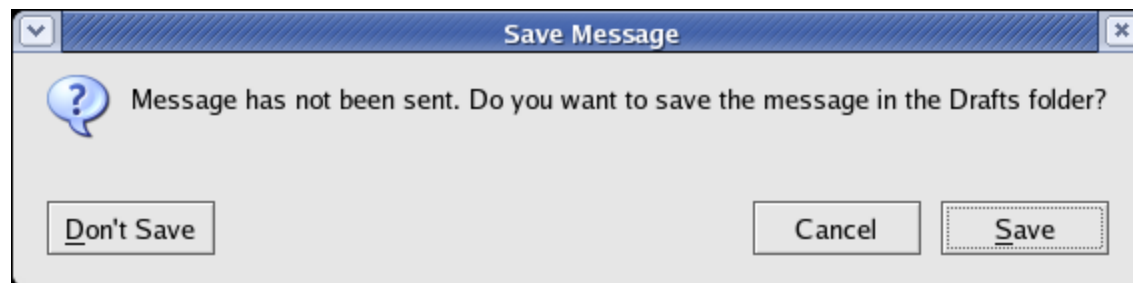 Save Message
Message has not been sent. Do you want to save the message in the Drafts folder?
Don't Save
Cancel
Save